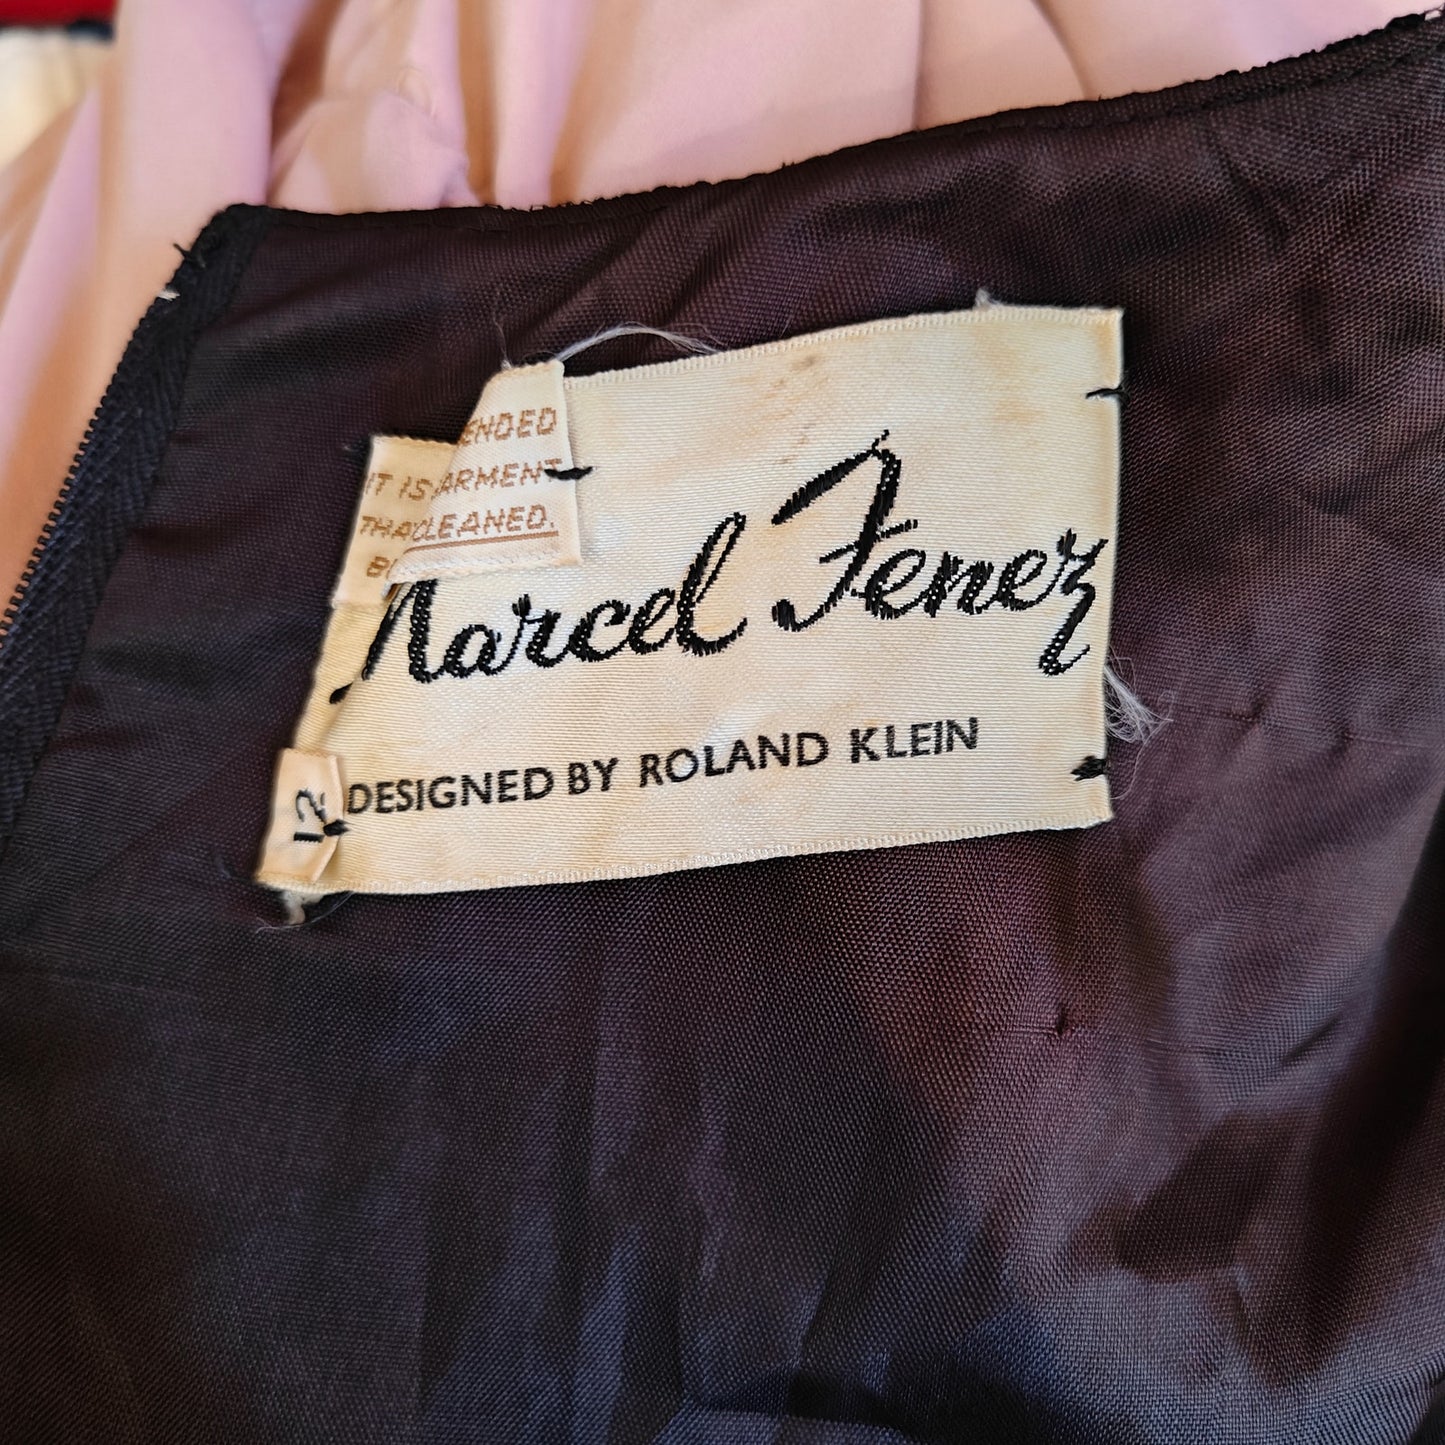 ENDED
IT IS ARMENT
THA CLEANED.
B
Marcel Fenez
DESIGNED BY ROLAND KLEIN
12